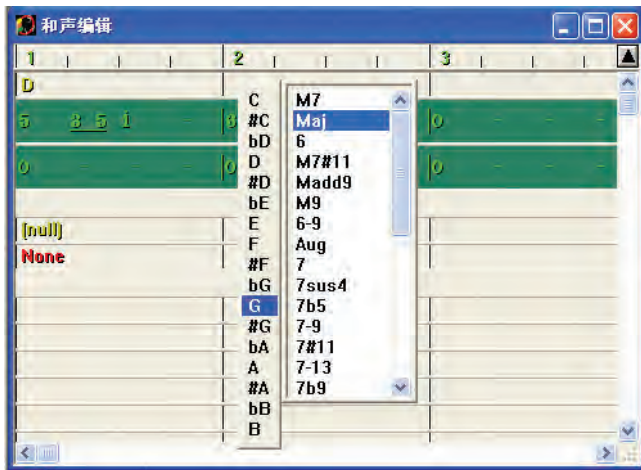 和声编辑
1 2 3
D
5 3 5 1
0 0
0
(null)
None
C
#C
bD
D
#D
bE
E
F
#F
bG
G
#G
bA
A
#A
bB
B
M7
Maj
6
M7#11
Madd9
M9
6-9
Aug
7
7sus4
7b5
7-9
7#11
7-13
7b9